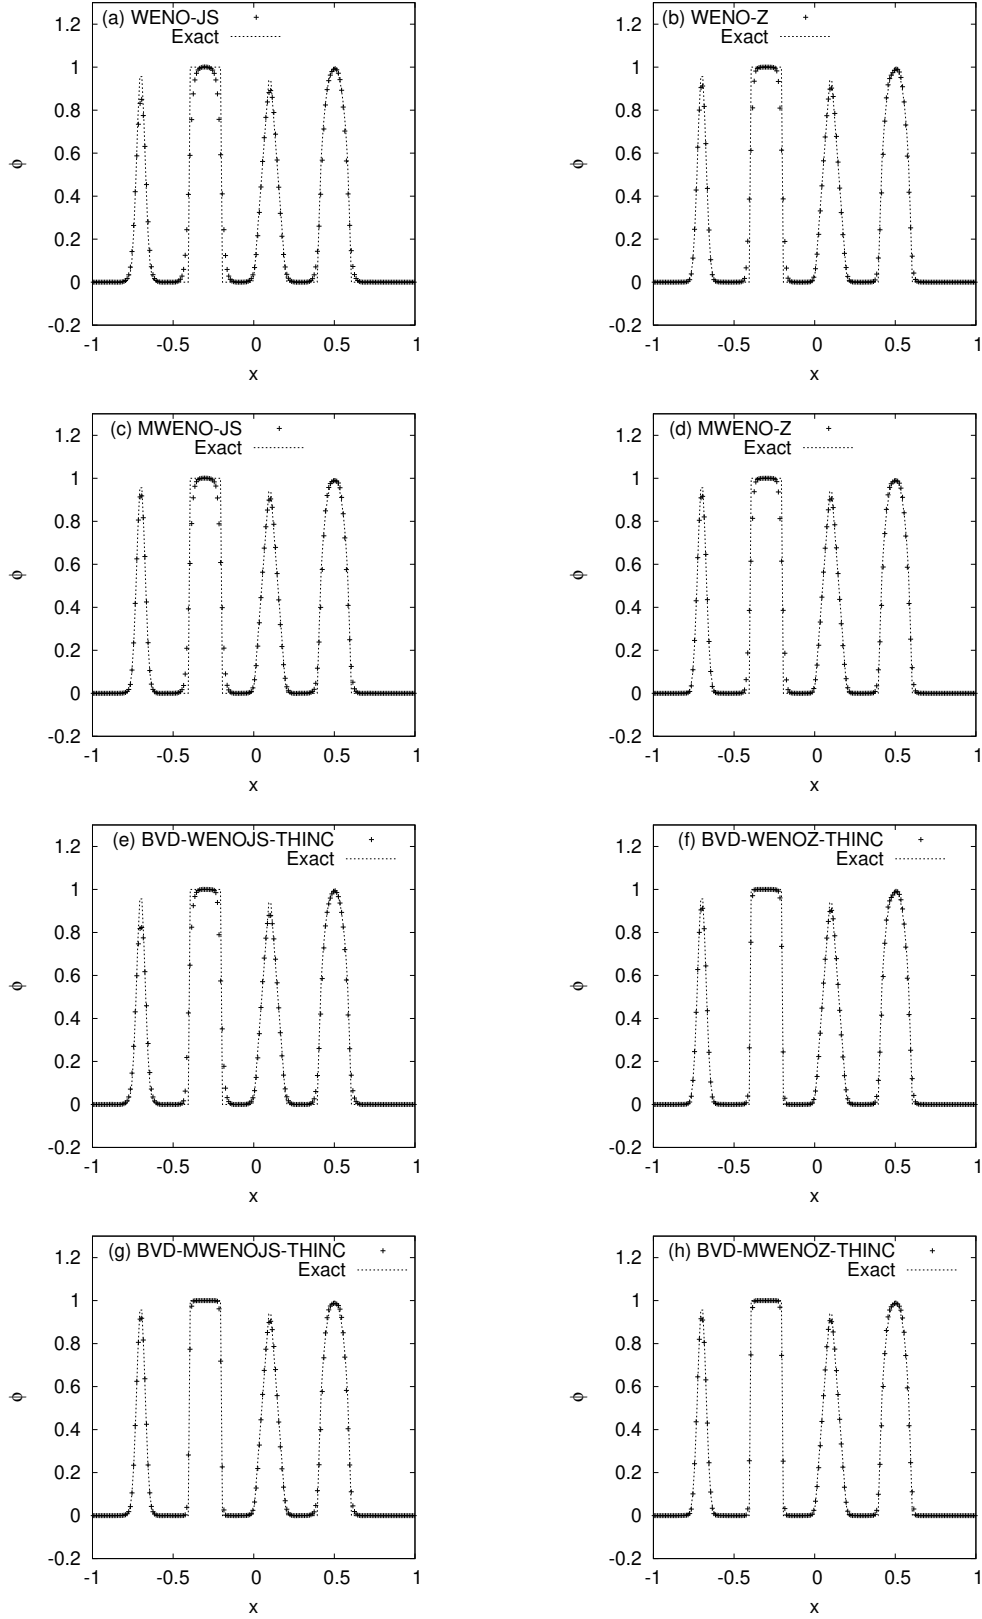 (a) WENO-JS
Exact
1.2
1
0.8
0.6
0.4
0.2
0
-0.2
ϕ
-1 -0.5 0 0.5 1
x
(b) WENO-Z
Exact
1.2
1
0.8
0.6
0.4
0.2
0
-0.2
ϕ
-1 -0.5 0 0.5 1
x
(c) MWENO-JS
Exact
1.2
1
0.8
0.6
0.4
0.2
0
-0.2
ϕ
-1 -0.5 0 0.5 1
x
(d) MWENO-Z
Exact
1.2
1
0.8
0.6
0.4
0.2
0
-0.2
ϕ
-1 -0.5 0 0.5 1
x
(e) BVD-WENOJS-THINC
Exact
1.2
1
0.8
0.6
0.4
0.2
0
-0.2
ϕ
-1 -0.5 0 0.5 1
x
(f) BVD-WENOZ-THINC
Exact
1.2
1
0.8
0.6
0.4
0.2
0
-0.2
ϕ
-1 -0.5 0 0.5 1
x
(g) BVD-MWENOJS-THINC
Exact
1.2
1
0.8
0.6
0.4
0.2
0
-0.2
ϕ
-1 -0.5 0 0.5 1
x
(h) BVD-MWENOZ-THINC
Exact
1.2
1
0.8
0.6
0.4
0.2
0
-0.2
ϕ
-1 -0.5 0 0.5 1
x